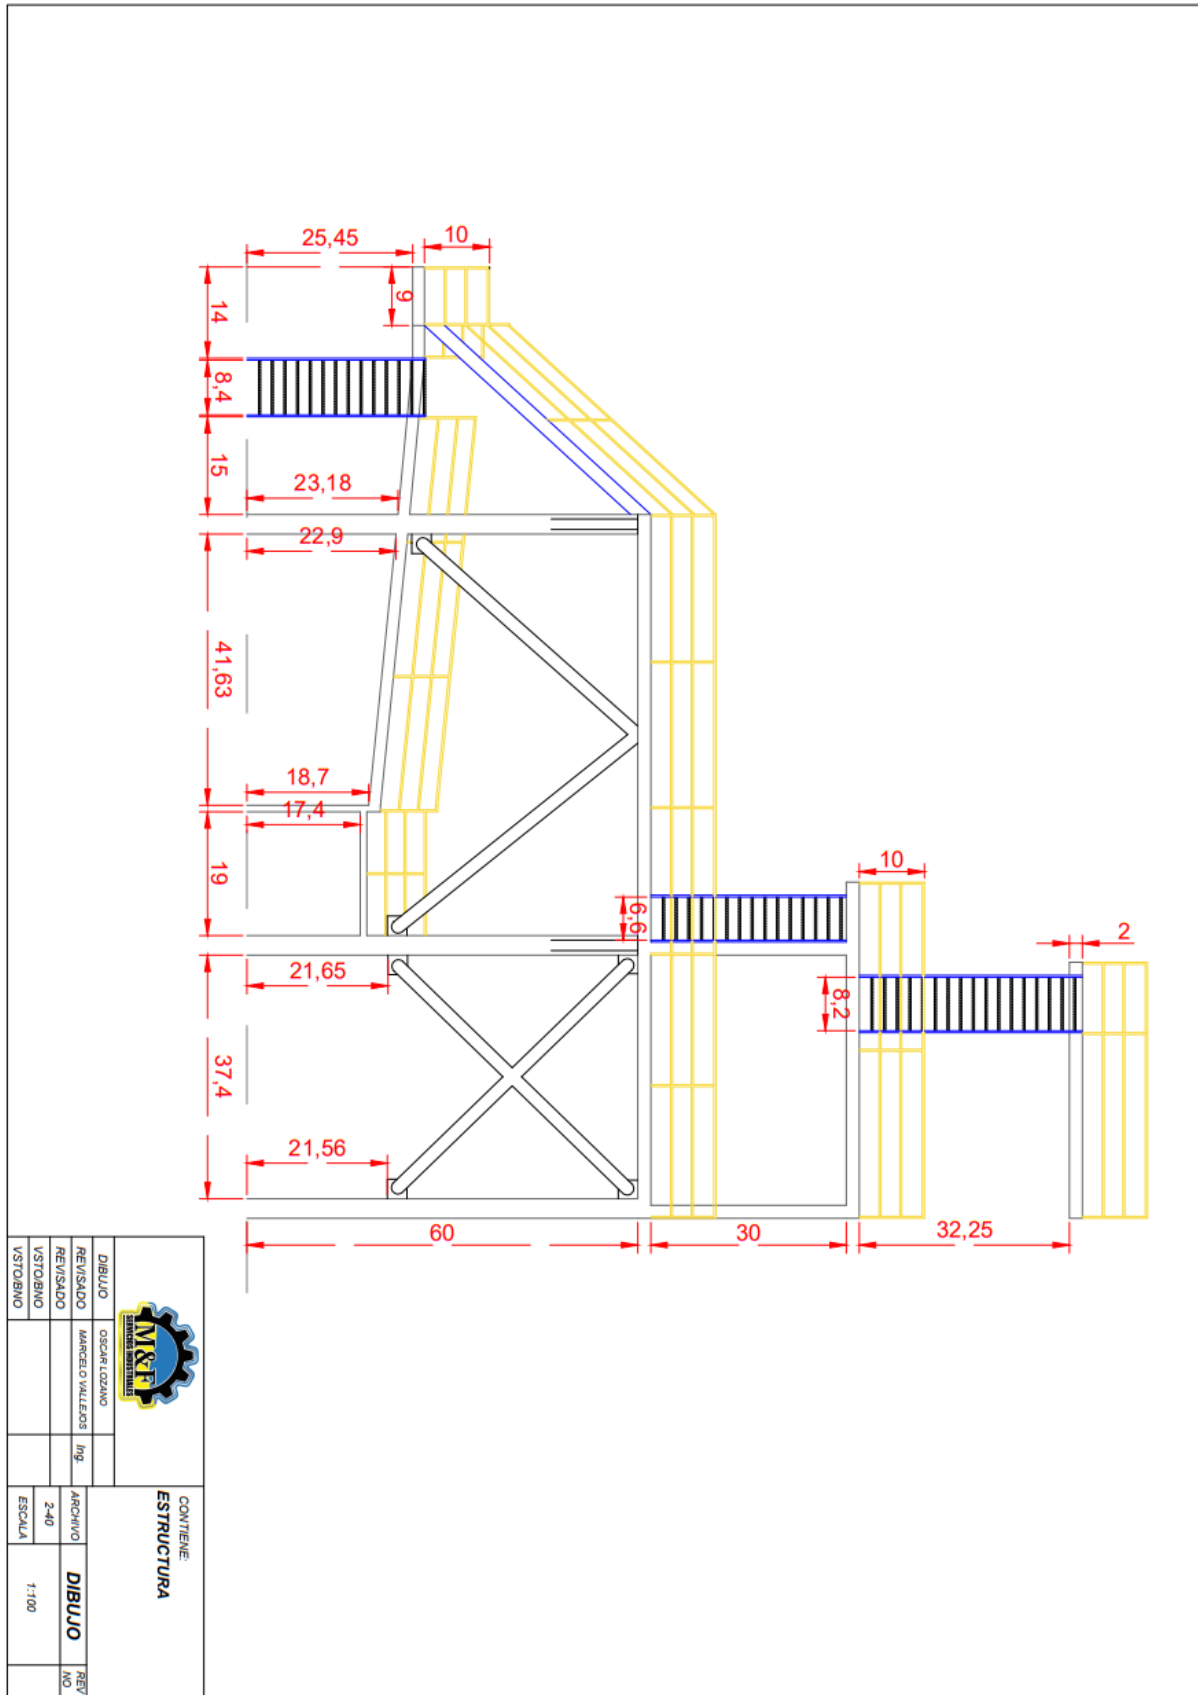 25,45
10
14
9
8,4
15
23,18
22,9
41,63
18,7
17,4
19
10
6,6
2
8,2
21,65
37,4
21,56
60
30
32,25
M&F
SERVICIOS INDUSTRIALES
DIBUJO OSCAR LOZANO
REVISADO MARCELO VALLEJOS Ing.
REVISADO
VSTO/BNO
VSTO/BNO
CONTIENE:
ESTRUCTURA
ARCHIVO DIBUJO REV
2-40 NO
ESCALA 1:100